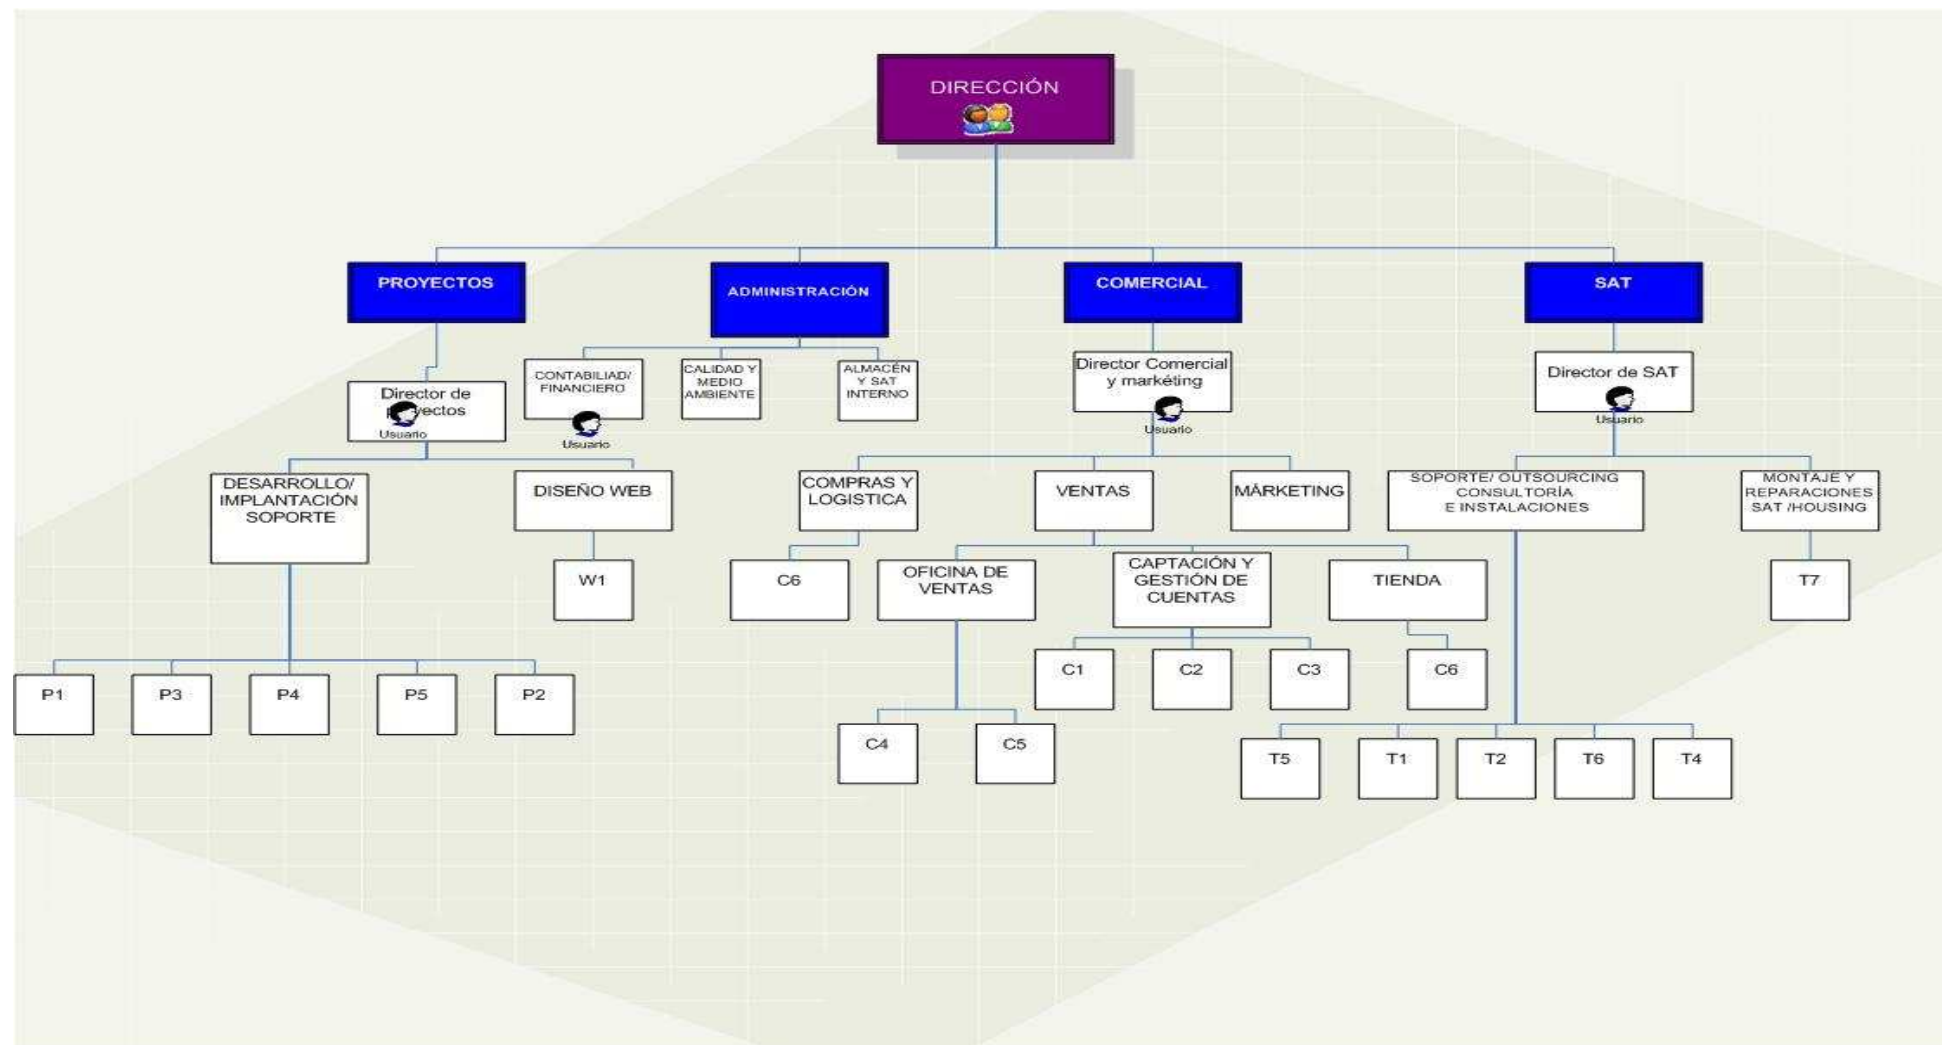 DIRECCIÓN
PROYECTOS
ADMINISTRACIÓN
COMERCIAL
SAT
Director de
Usuario
CONTABILIAD/
FINANCIERO
Usuario
CALIDAD Y
MEDIO
AMBIENTE
ALMACÉN
Y SAT
INTERNO
Director Comercial
y markéting
Usuario
Director de SAT
Usuario
DESARROLLO/
IMPLANTACIÓN
SOPORTE
DISEÑO WEB
COMPRAS Y
LOGISTICA
VENTAS
MÁRKETING
SOPORTE/ OUTSOURCING
CONSULTORÍA
E INSTALACIONES
MONTAJE Y
REPARACIONES
SAT /HOUSING
W1
C6
OFICINA DE
VENTAS
CAPTACIÓN Y
GESTIÓN DE
CUENTAS
TIENDA
T7
P1
P3
P4
P5
P2
C1
C2
C3
C6
C4
C5
T5
T1
T2
T6
T4